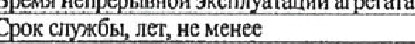 Время непрерывной эксплуатации агрегата
Срок службы, лет, не менее